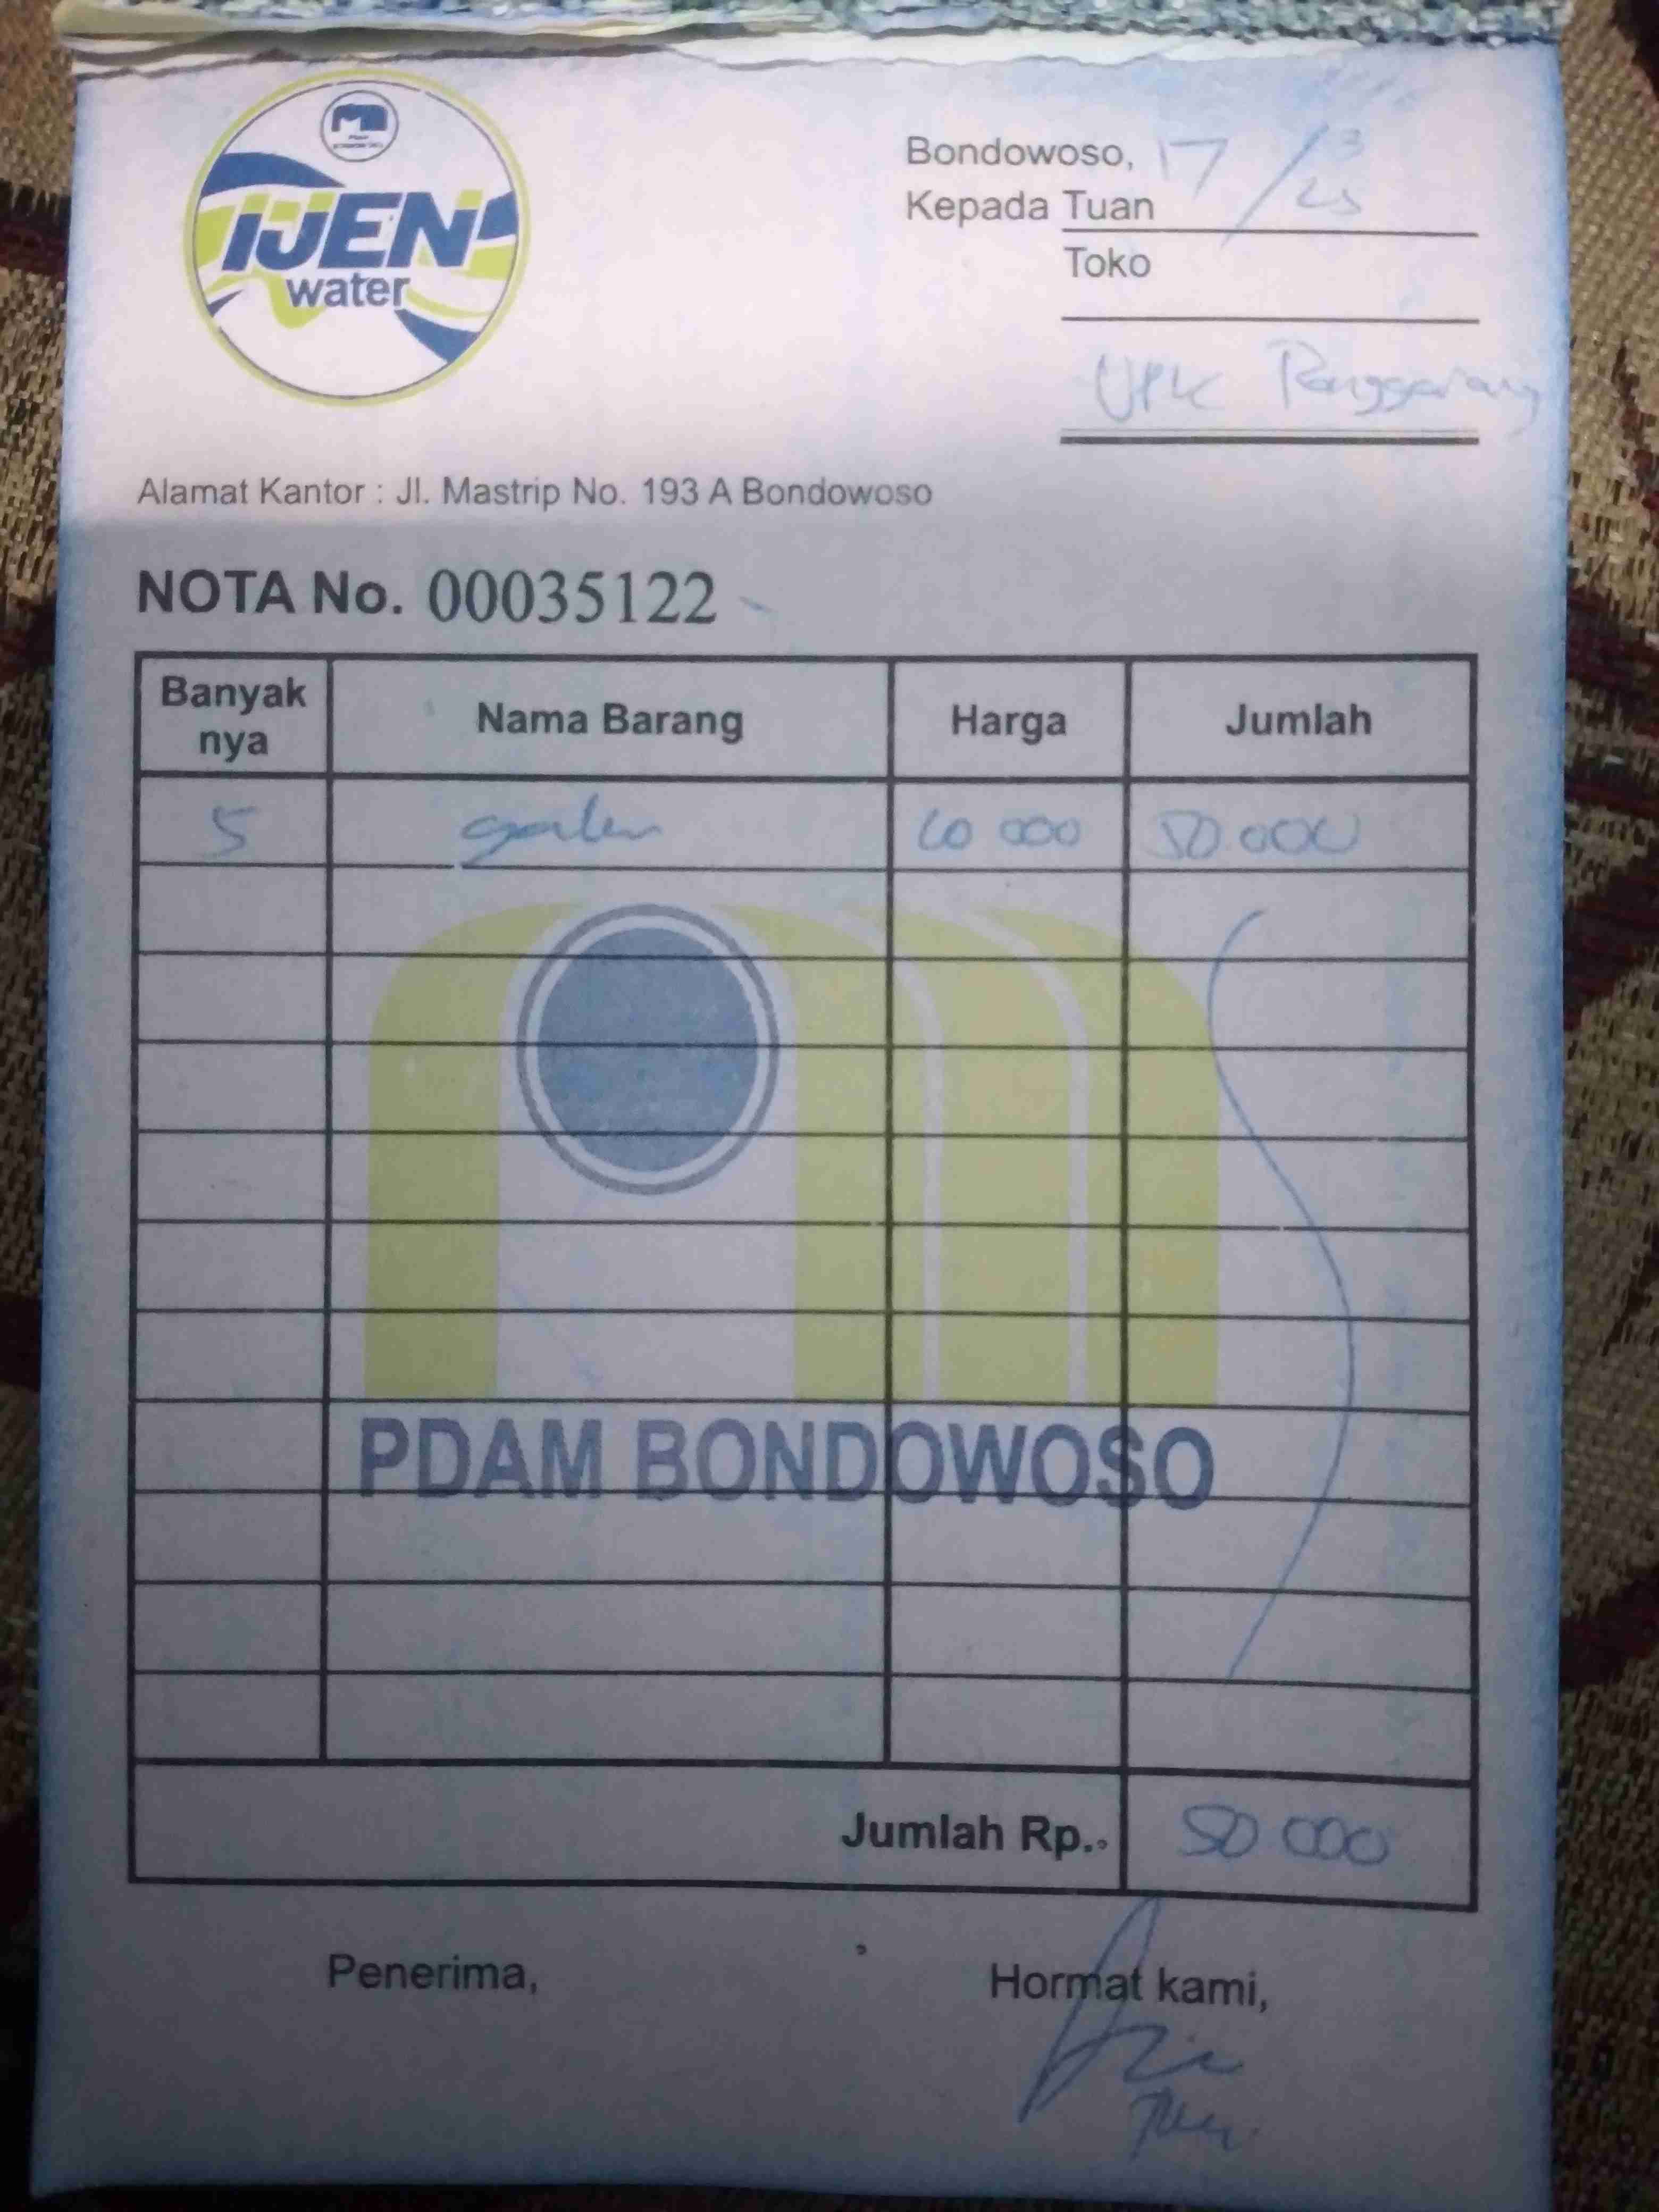 IJEN
water
Bondowoso, 17/3 25
Kepada Tuan
Toko
UPK
Alamat Kantor : Jl. Mastrip No. 193 A Bondowoso
NOTA No. 00035122
Banyak nya Nama Barang Harga Jumlah
5 galon 10 000 50.000
PDAM BONDOWOSO
Jumlah Rp. 50 000
Penerima, Hormat kami,